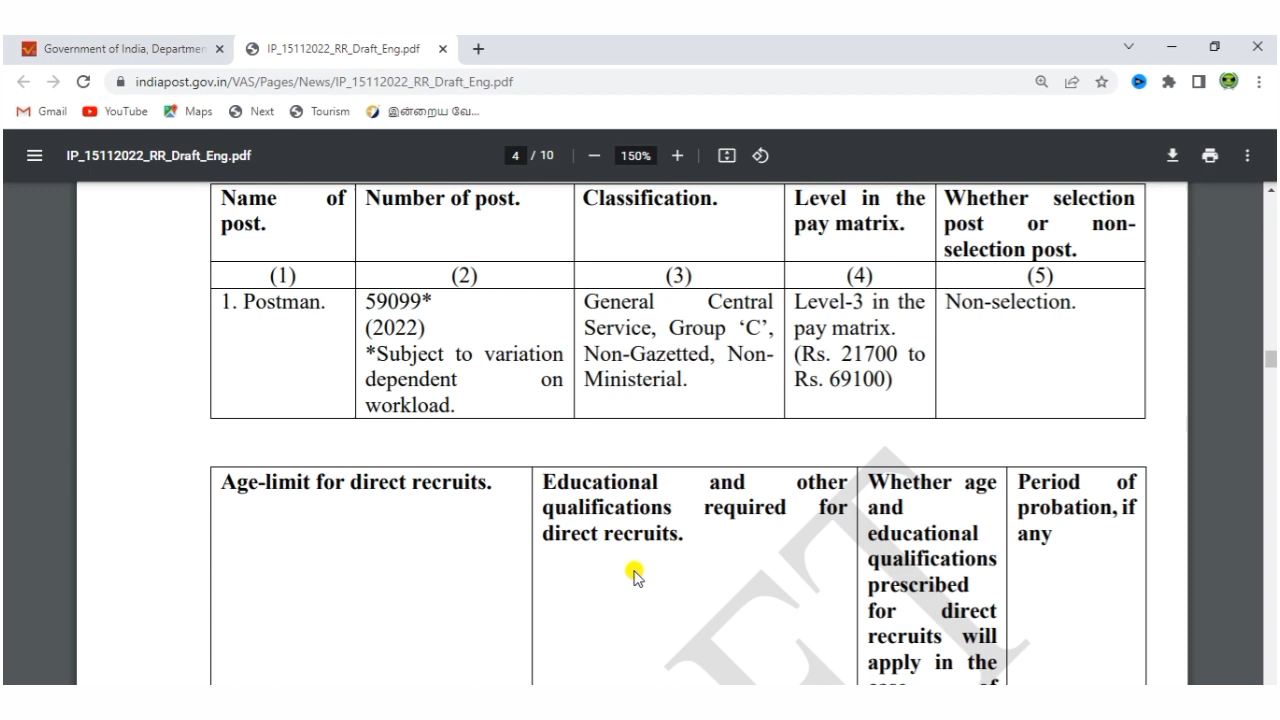 Government of India, Departmen
IP_15112022_RR_Draft_Eng.pdf
indiapost.gov.in/VAS/Pages/News/IP_15112022_RR_Draft_Eng.pdf
Gmail YouTube Maps Next Tourism இன்றைய வே...
IP_15112022_RR_Draft_Eng.pdf 4 / 10 150%
Name of
post.
Number of post.
Classification.
Level in the
pay matrix.
Whether selection
post or non-
selection post.
(1) (2) (3) (4) (5)
1. Postman.
59099*
(2022)
*Subject to variation
dependent on
workload.
General Central
Service, Group ‘C’,
Non-Gazetted, Non-
Ministerial.
Level-3 in the
pay matrix.
(Rs. 21700 to
Rs. 69100)
Non-selection.
Age-limit for direct recruits.
Educational and other
qualifications required for
direct recruits.
Whether age
and
educational
qualifications
prescribed
for direct
recruits will
apply in the
Period of
probation, if
any